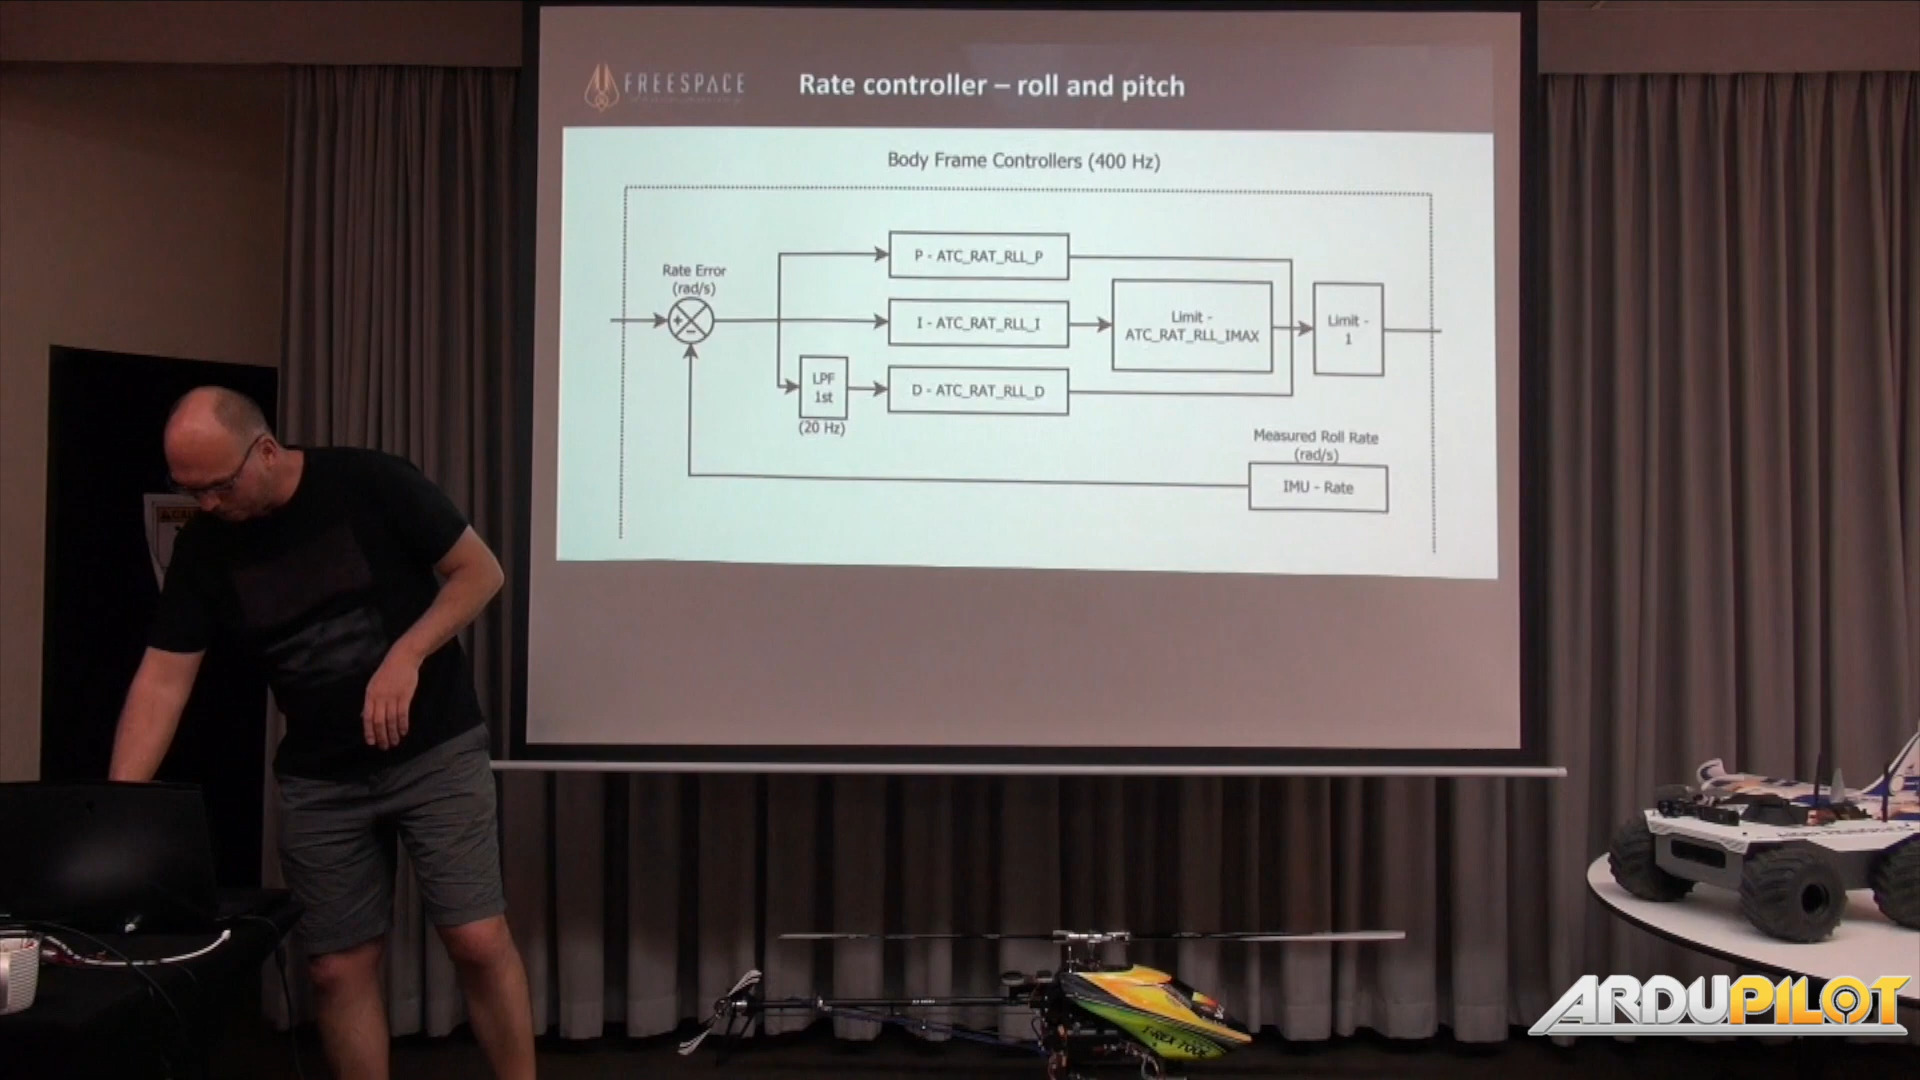 FREESPACE
Rate controller – roll and pitch
Body Frame Controllers (400 Hz)
Rate Error
(rad/s)
+
−
P - ATC_RAT_RLL_P
I - ATC_RAT_RLL_I
Limit -
ATC_RAT_RLL_IMAX
Limit -
1
LPF
1st
(20 Hz)
D - ATC_RAT_RLL_D
Measured Roll Rate
(rad/s)
IMU - Rate
T-REX 700E
ARDUPILOT